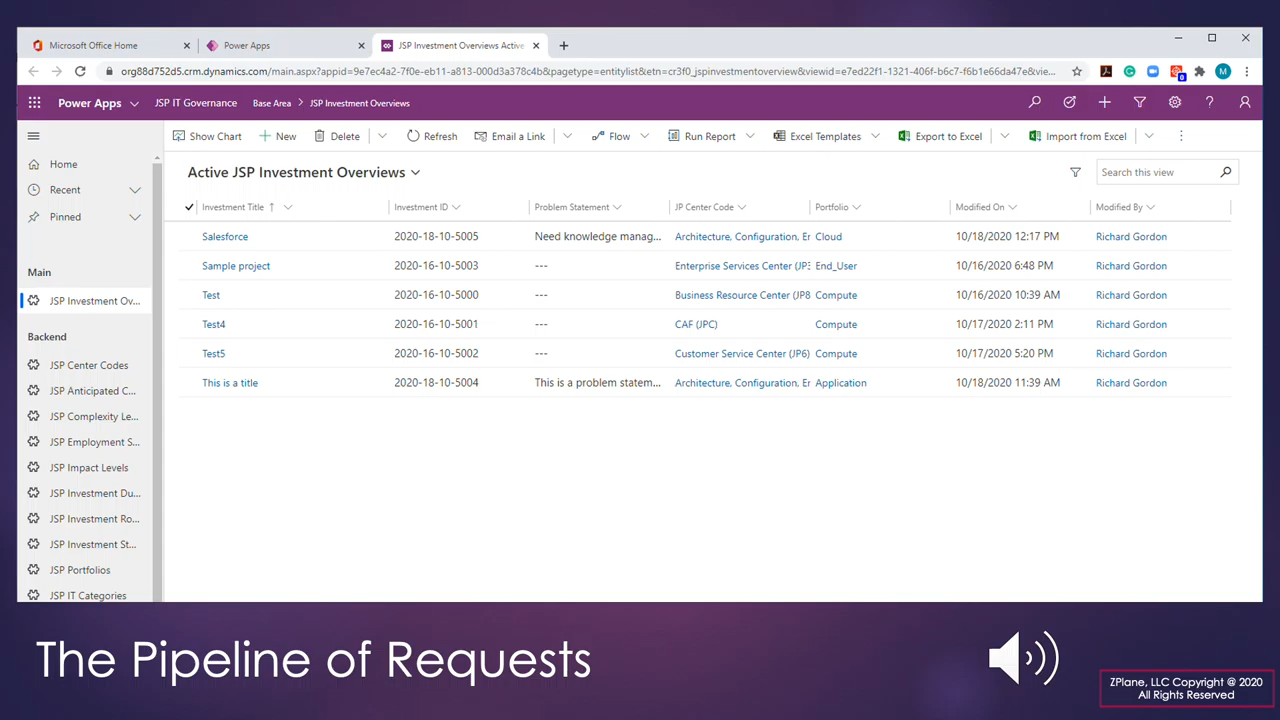 Microsoft Office Home
Power Apps
JSP Investment Overviews Active
org88d752d5.crm.dynamics.com/main.aspx?appid=9e7ec4a2-7f0e-eb11-a813-000d3a378c4b&pagetype=entitylist&etn=cr3f0_jspinvestmentoverview&viewid=e7ed22f1-1321-406f-b6c7-f6b1e66da47e&vie...
0
M
Power Apps JSP IT Governance Base Area > JSP Investment Overviews
?
Show Chart New Delete Refresh Email a Link Flow Run Report Excel Templates Export to Excel Import from Excel
Home
Recent
Pinned
Main
JSP Investment Ov...
Backend
JSP Center Codes
JSP Anticipated C...
JSP Complexity Le...
JSP Employment S...
JSP Impact Levels
JSP Investment Du...
JSP Investment Ro...
JSP Investment St...
JSP Portfolios
JSP IT Categories
Active JSP Investment Overviews
Search this view
Investment Title Investment ID Problem Statement JP Center Code Portfolio Modified On Modified By
Salesforce 2020-18-10-5005 Need knowledge manag... Architecture, Configuration, Er Cloud 10/18/2020 12:17 PM Richard Gordon
Sample project 2020-16-10-5003 --- Enterprise Services Center (JP: End_User 10/16/2020 6:48 PM Richard Gordon
Test 2020-16-10-5000 --- Business Resource Center (JP8 Compute 10/16/2020 10:39 AM Richard Gordon
Test4 2020-16-10-5001 --- CAF (JPC) Compute 10/17/2020 2:11 PM Richard Gordon
Test5 2020-16-10-5002 --- Customer Service Center (JP6) Compute 10/17/2020 5:20 PM Richard Gordon
This is a title 2020-18-10-5004 This is a problem statem... Architecture, Configuration, Er Application 10/18/2020 11:39 AM Richard Gordon
The Pipeline of Requests
ZPlane, LLC Copyright @ 2020
All Rights Reserved